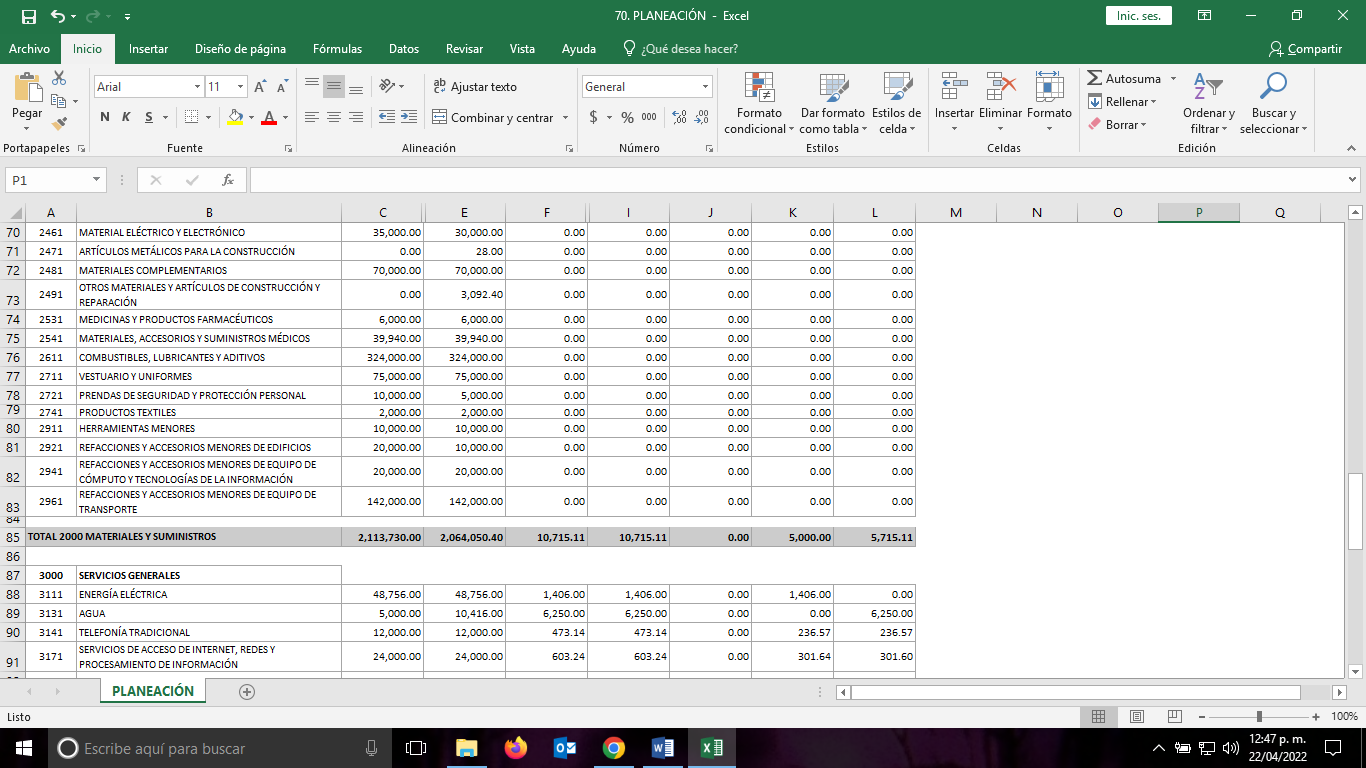 70. PLANEACIÓN - Excel
Inic. ses.
Archivo Inicio Insertar Diseño de página Fórmulas Datos Revisar Vista Ayuda ¿Qué desea hacer? Compartir
Pegar
Arial 11
N K S
ab Ajustar texto
Combinar y centrar
General
$ % 000
Formato condicional
Dar formato como tabla
Estilos de celda
Insertar Eliminar Formato
Autosuma
Rellenar
Borrar
Ordenar y filtrar
Buscar y seleccionar
Portapapeles Fuente Alineación Número Estilos Celdas Edición
P1 fx
A B C E F I J K L M N O P Q
70 2461 MATERIAL ELÉCTRICO Y ELECTRÓNICO 35,000.00 30,000.00 0.00 0.00 0.00 0.00 0.00
71 2471 ARTÍCULOS METÁLICOS PARA LA CONSTRUCCIÓN 0.00 28.00 0.00 0.00 0.00 0.00 0.00
72 2481 MATERIALES COMPLEMENTARIOS 70,000.00 70,000.00 0.00 0.00 0.00 0.00 0.00
73 2491 OTROS MATERIALES Y ARTÍCULOS DE CONSTRUCCIÓN Y REPARACIÓN 0.00 3,092.40 0.00 0.00 0.00 0.00 0.00
74 2531 MEDICINAS Y PRODUCTOS FARMACÉUTICOS 6,000.00 6,000.00 0.00 0.00 0.00 0.00 0.00
75 2541 MATERIALES, ACCESORIOS Y SUMINISTROS MÉDICOS 39,940.00 39,940.00 0.00 0.00 0.00 0.00 0.00
76 2611 COMBUSTIBLES, LUBRICANTES Y ADITIVOS 324,000.00 324,000.00 0.00 0.00 0.00 0.00 0.00
77 2711 VESTUARIO Y UNIFORMES 75,000.00 75,000.00 0.00 0.00 0.00 0.00 0.00
78 2721 PRENDAS DE SEGURIDAD Y PROTECCIÓN PERSONAL 10,000.00 5,000.00 0.00 0.00 0.00 0.00 0.00
79 2741 PRODUCTOS TEXTILES 2,000.00 2,000.00 0.00 0.00 0.00 0.00 0.00
80 2911 HERRAMIENTAS MENORES 10,000.00 10,000.00 0.00 0.00 0.00 0.00 0.00
81 2921 REFACCIONES Y ACCESORIOS MENORES DE EDIFICIOS 20,000.00 10,000.00 0.00 0.00 0.00 0.00 0.00
82 2941 REFACCIONES Y ACCESORIOS MENORES DE EQUIPO DE CÓMPUTO Y TECNOLOGÍAS DE LA INFORMACIÓN 20,000.00 20,000.00 0.00 0.00 0.00 0.00 0.00
83 2961 REFACCIONES Y ACCESORIOS MENORES DE EQUIPO DE TRANSPORTE 142,000.00 142,000.00 0.00 0.00 0.00 0.00 0.00
84
85 TOTAL 2000 MATERIALES Y SUMINISTROS 2,113,730.00 2,064,050.40 10,715.11 10,715.11 0.00 5,000.00 5,715.11
86
87 3000 SERVICIOS GENERALES
88 3111 ENERGÍA ELÉCTRICA 48,756.00 48,756.00 1,406.00 1,406.00 0.00 1,406.00 0.00
89 3131 AGUA 5,000.00 10,416.00 6,250.00 6,250.00 0.00 0.00 6,250.00
90 3141 TELEFONÍA TRADICIONAL 12,000.00 12,000.00 473.14 473.14 0.00 236.57 236.57
91 3171 SERVICIOS DE ACCESO DE INTERNET, REDES Y PROCESAMIENTO DE INFORMACIÓN 24,000.00 24,000.00 603.24 603.24 0.00 301.64 301.60
PLANEACIÓN
Listo 100%
Escribe aquí para buscar
12:47 p. m.
22/04/2022